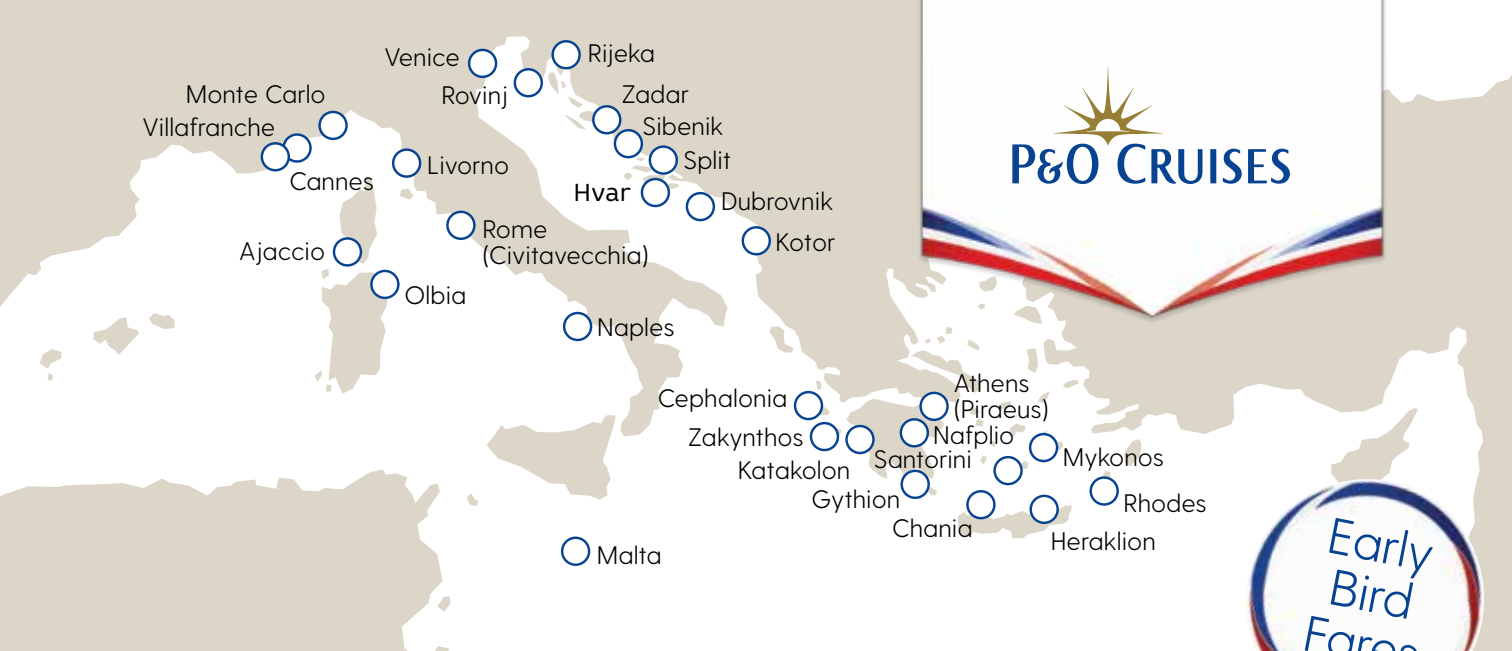 Venice
Rijeka
Rovinj
Monte Carlo
Zadar
Villafranche
Sibenik
Split
Livorno
Cannes
Hvar
Dubrovnik
Rome
(Civitavecchia)
Kotor
Ajaccio
Olbia
Naples
P&O CRUISES
Athens
(Piraeus)
Cephalonia
Zakynthos
Nafplio
Katakolon
Santorini
Mykonos
Gythion
Rhodes
Chania
Heraklion
Malta
Early
Bird
Fares